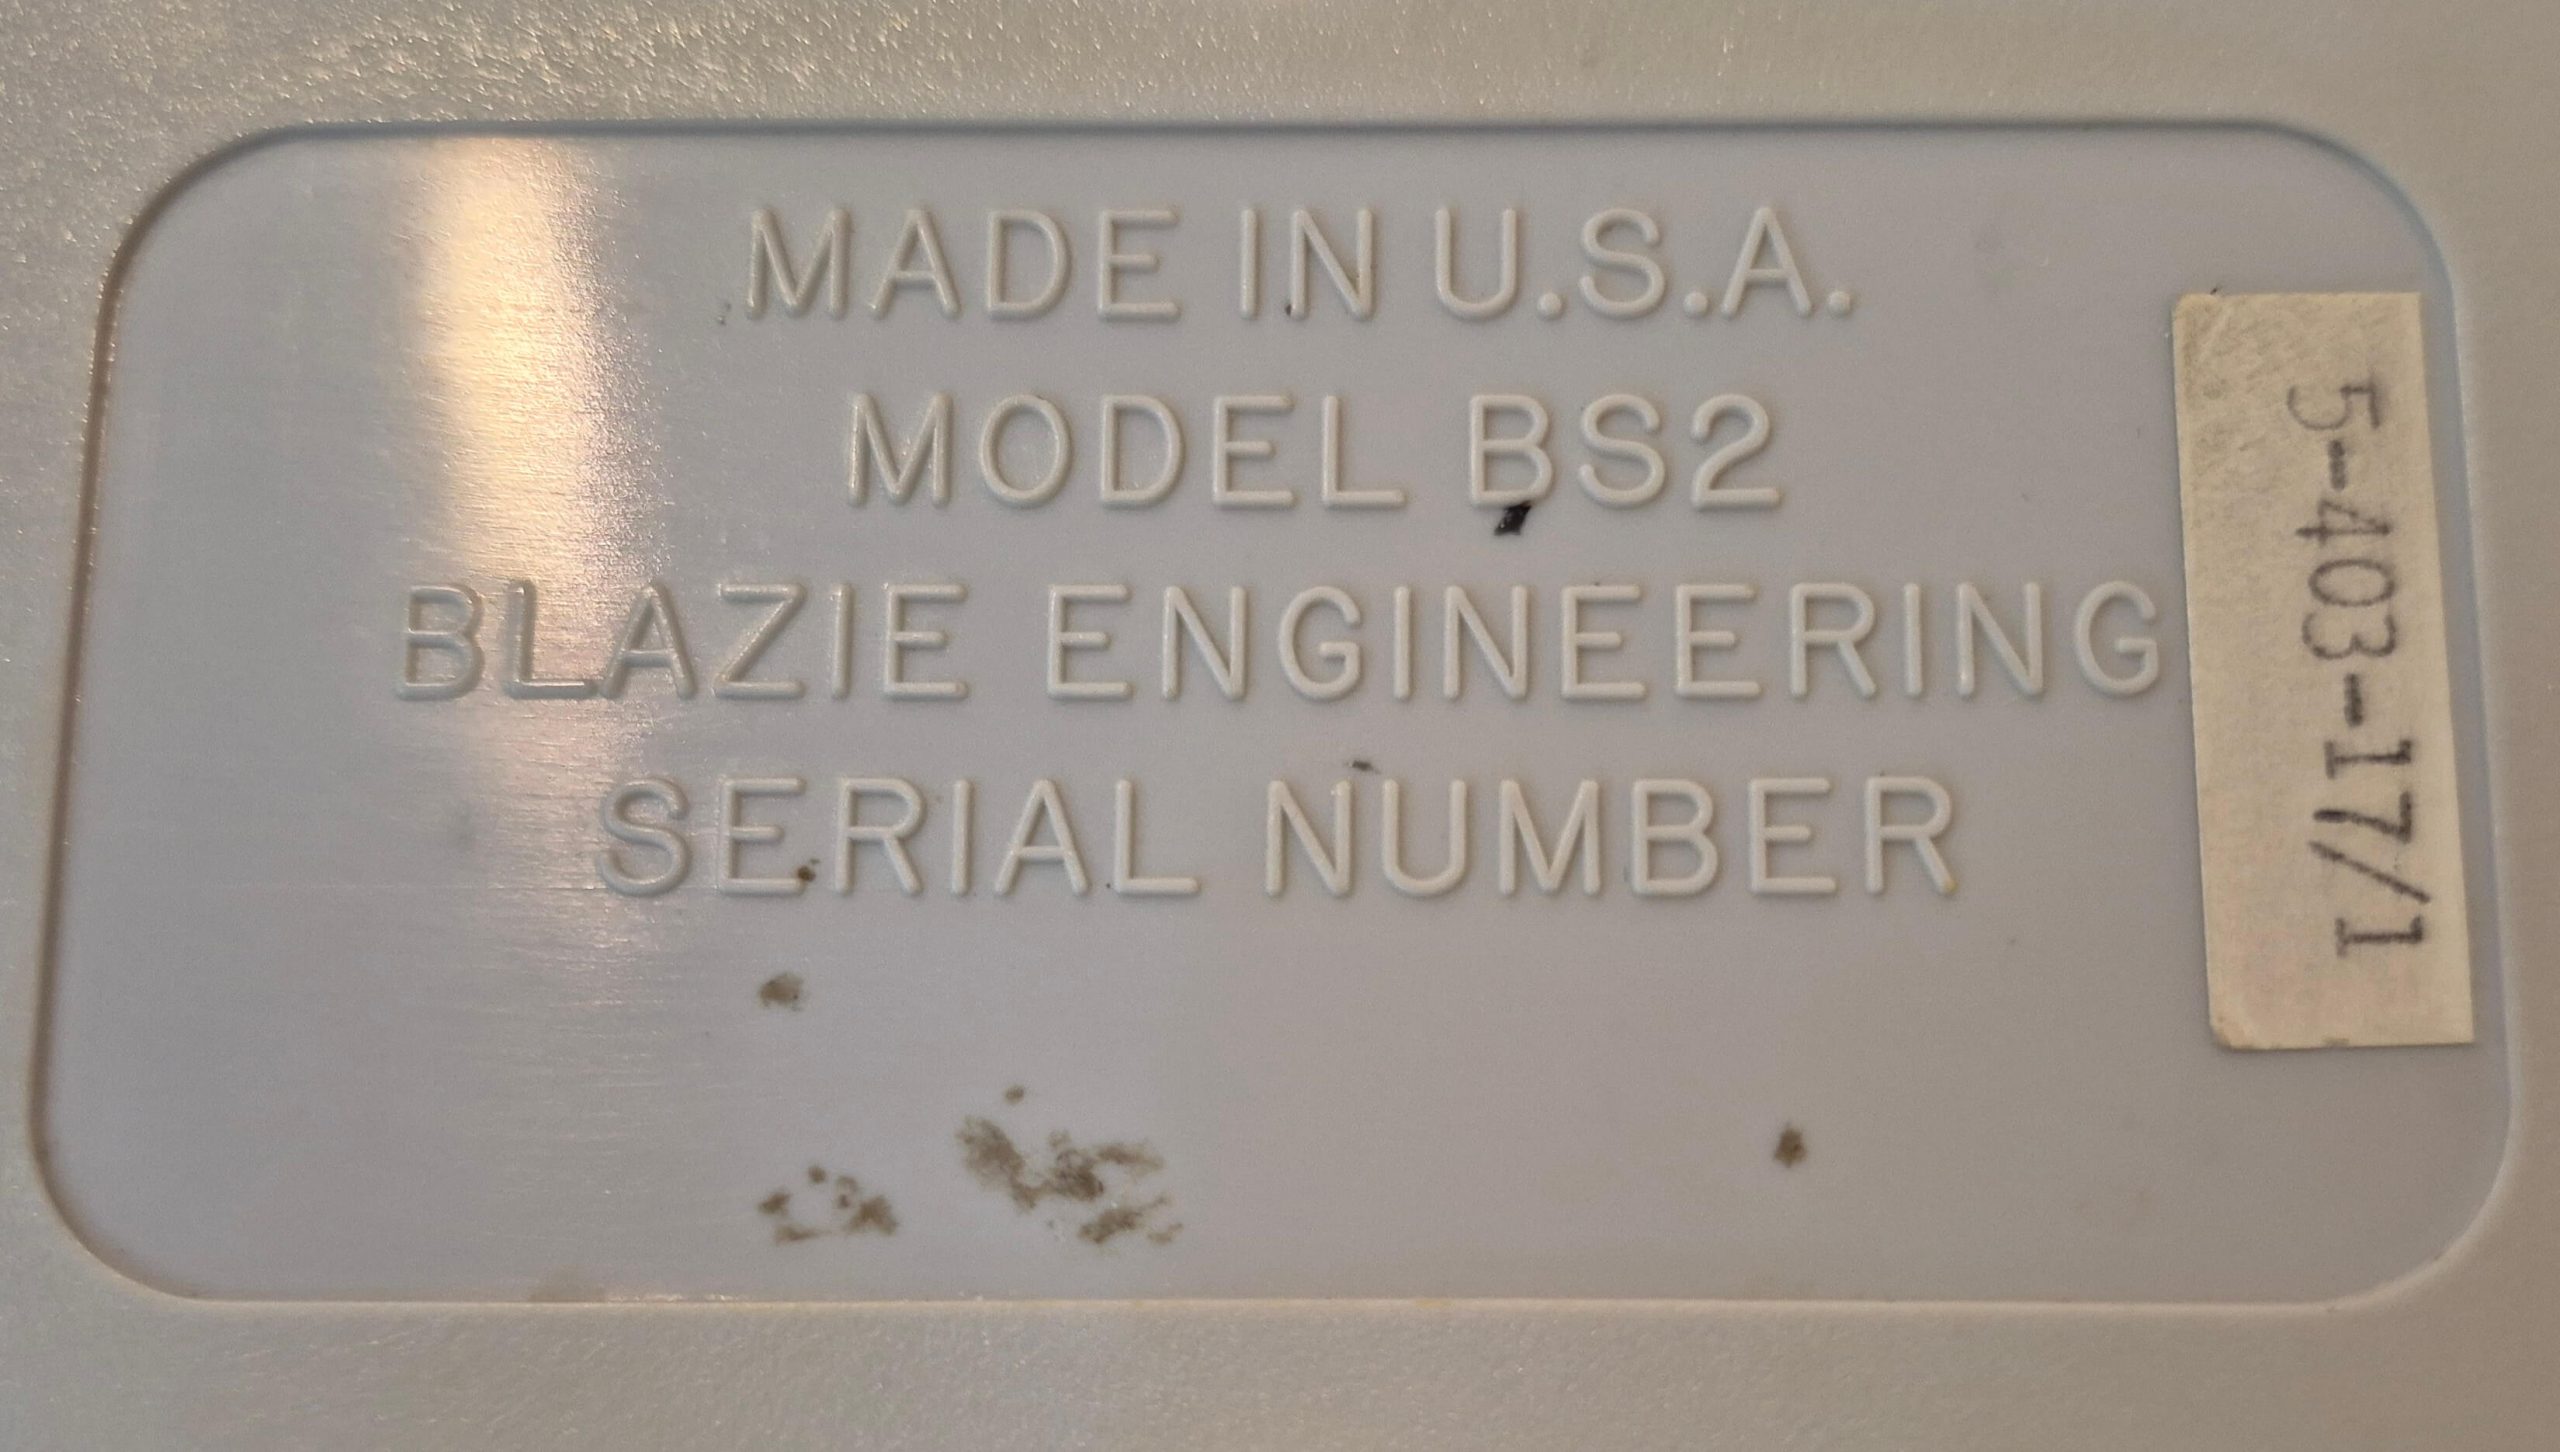 MADE IN U.S.A.
MODEL BS2
BLAZIE ENGINEERING
SERIAL NUMBER
5-403-17/1